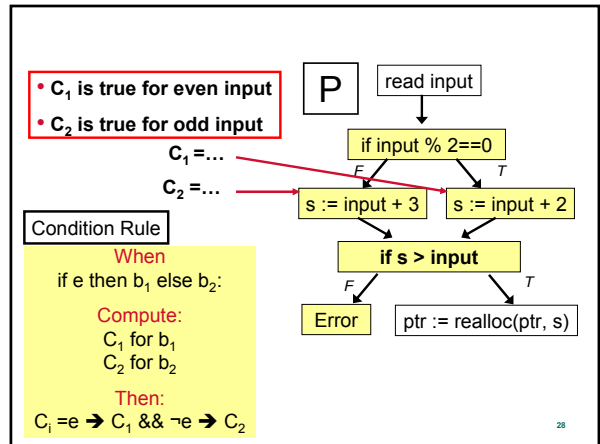 • C₁ is true for even input
• C₂ is true for odd input
C₁ =…
C₂ =…
P
read input
if input % 2==0
F
T
s := input + 3
s := input + 2
if s > input
F
T
Error
ptr := realloc(ptr, s)
Condition Rule
When
if e then b₁ else b₂:
Compute:
C₁ for b₁
C₂ for b₂
Then:
Cᵢ =e ➔ C₁ && ¬e ➔ C₂
28